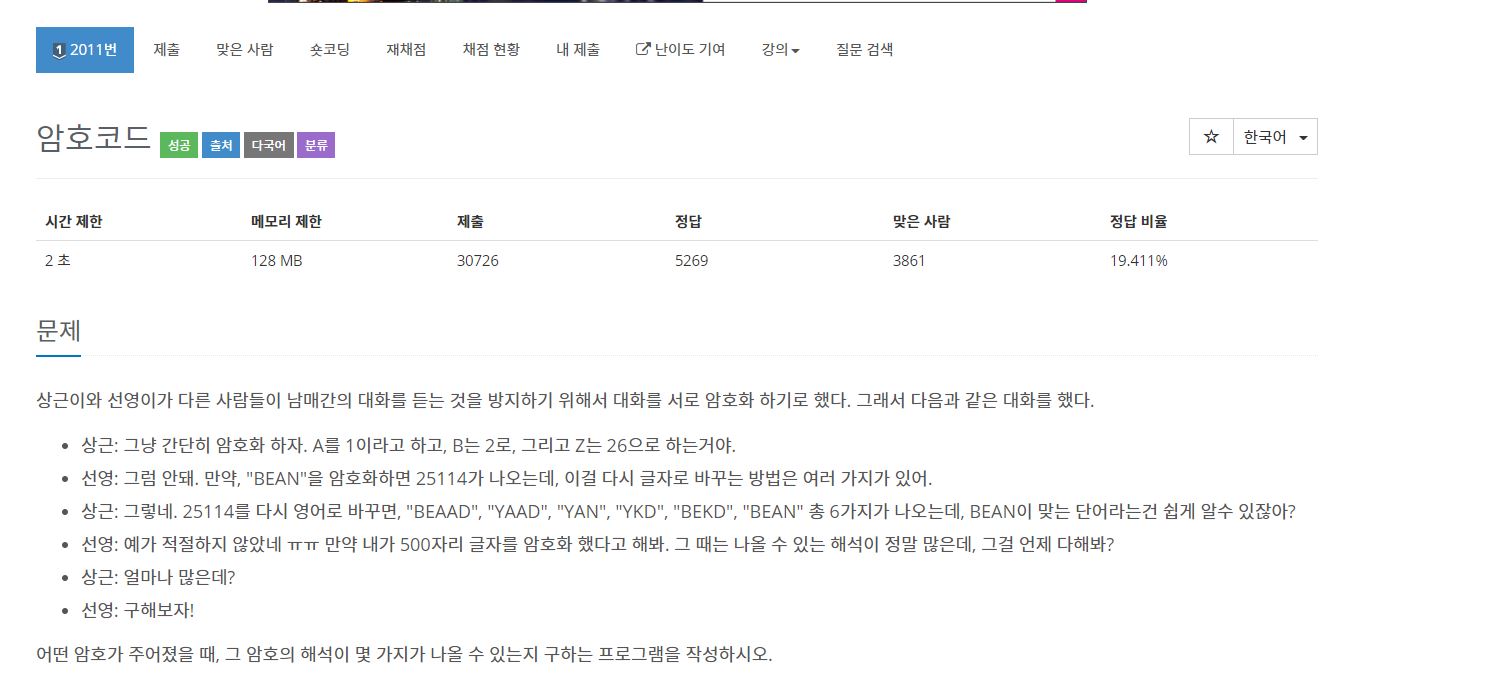 1 2011번 제출 맞은 사람 숏코딩 재채점 채점 현황 내 제출 난이도 기여 강의 질문 검색
암호코드 성공 출처 다국어 분류 한국어
시간 제한 메모리 제한 제출 정답 맞은 사람 정답 비율
2 초 128 MB 30726 5269 3861 19.411%
문제
상근이와 선영이가 다른 사람들이 남매간의 대화를 듣는 것을 방지하기 위해서 대화를 서로 암호화 하기로 했다. 그래서 다음과 같은 대화를 했다.
상근: 그냥 간단히 암호화 하자. A를 1이라고 하고, B는 2로, 그리고 Z는 26으로 하는거야.
선영: 그럼 안돼. 만약, "BEAN"을 암호화하면 25114가 나오는데, 이걸 다시 글자로 바꾸는 방법은 여러 가지가 있어.
상근: 그렇네. 25114를 다시 영어로 바꾸면, "BEAAD", "YAAD", "YAN", "YKD", "BEKD", "BEAN" 총 6가지가 나오는데, BEAN이 맞는 단어라는건 쉽게 알수 있잖아?
선영: 예가 적절하지 않았네 ㅠㅠ 만약 내가 500자리 글자를 암호화 했다고 해봐. 그 때는 나올 수 있는 해석이 정말 많은데, 그걸 언제 다해봐?
상근: 얼마나 많은데?
선영: 구해보자!
어떤 암호가 주어졌을 때, 그 암호의 해석이 몇 가지가 나올 수 있는지 구하는 프로그램을 작성하시오.